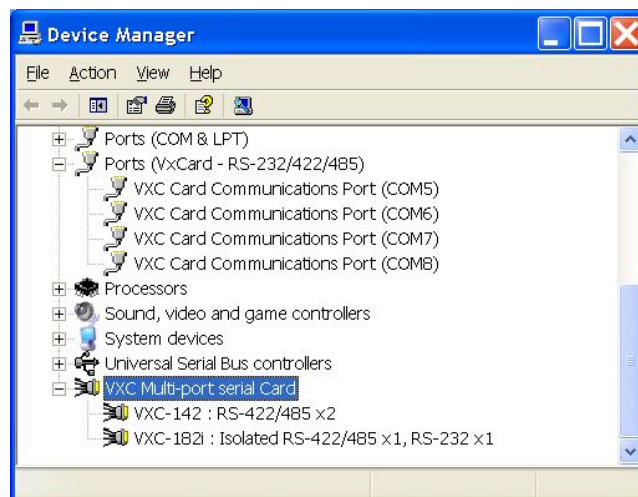 Device Manager
File Action View Help
Ports (COM & LPT)
Ports (VxCard - RS-232/422/485)
VXC Card Communications Port (COM5)
VXC Card Communications Port (COM6)
VXC Card Communications Port (COM7)
VXC Card Communications Port (COM8)
Processors
Sound, video and game controllers
System devices
Universal Serial Bus controllers
VXC Multi-port serial Card
VXC-142 : RS-422/485 x2
VXC-182i : Isolated RS-422/485 x1, RS-232 x1